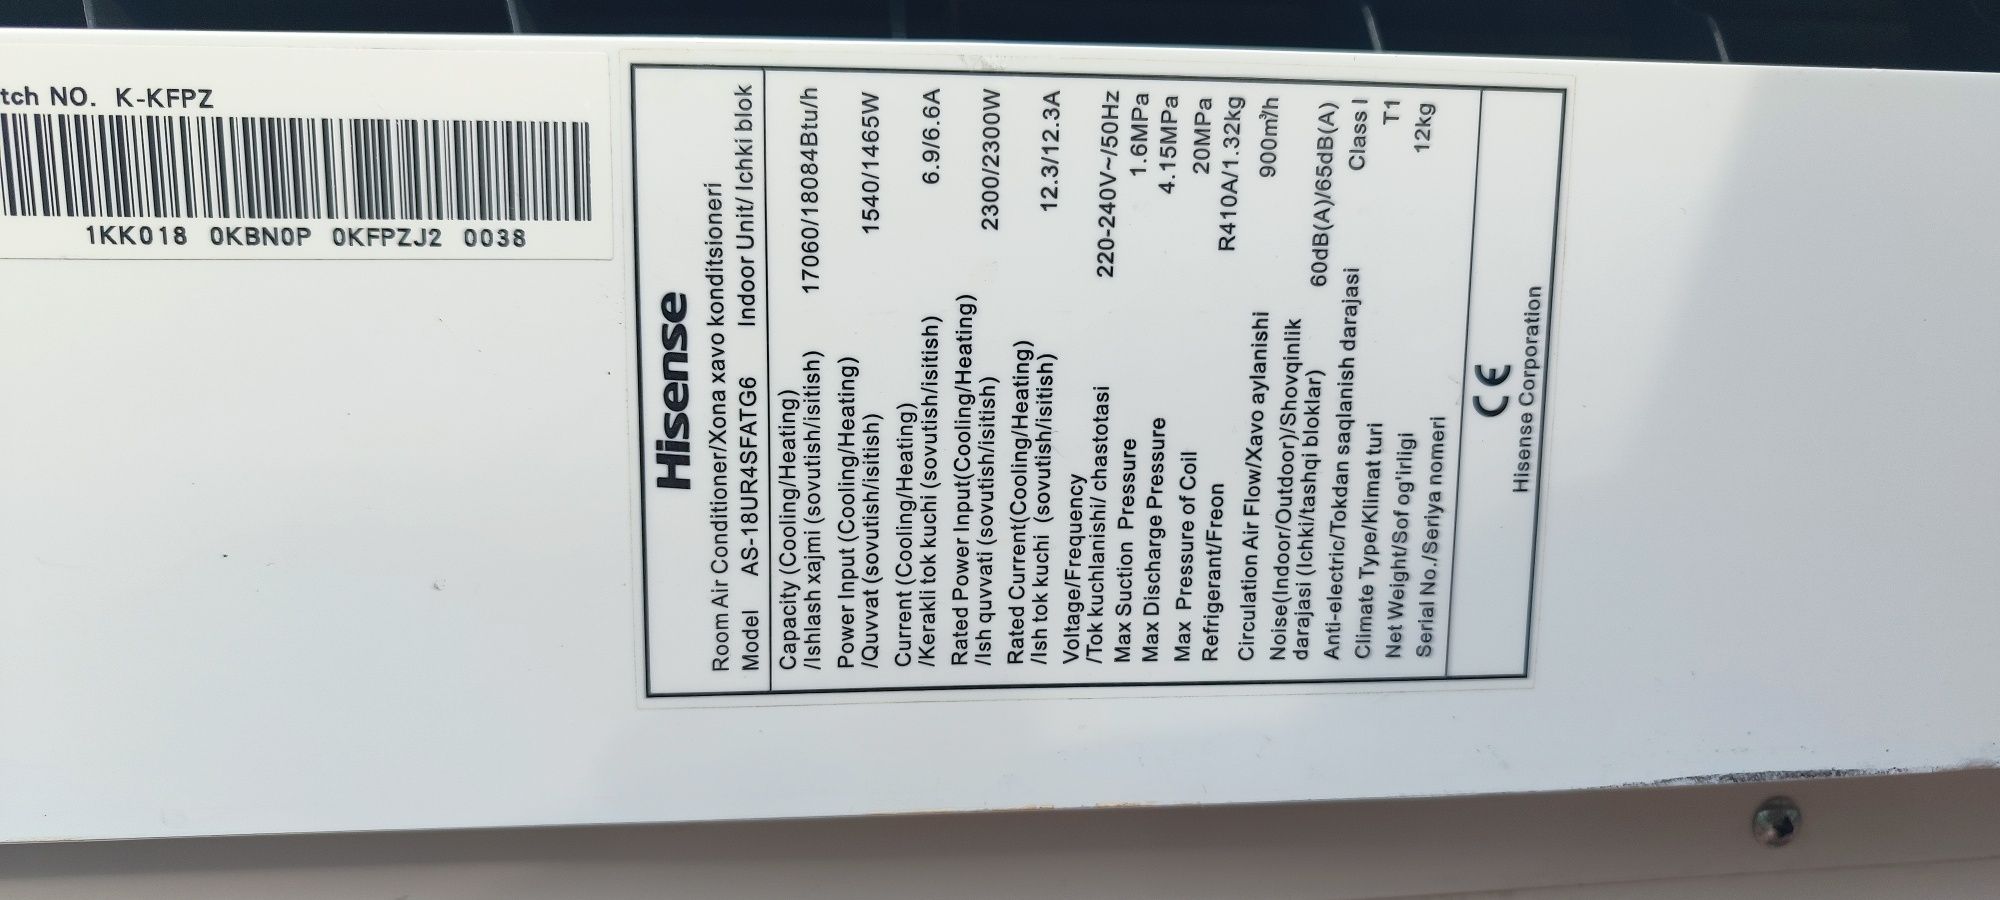 tch NO. K-KFPZ
1KK018 0KBN0P 0KFPZJ2 0038
Hisense
Room Air Conditioner/Xona xavo konditsioneri
Model AS-18UR4SFATG6 Indoor Unit/ Ichki blok
Capacity (Cooling/Heating)
/Ishlash xajmi (sovutish/isitish) 17060/18084Btu/h
Power Input (Cooling/Heating)
/Quvvat (sovutish/isitish) 1540/1465W
Current (Cooling/Heating)
/Kerakli tok kuchi (sovutish/isitish) 6.9/6.6A
Rated Power Input(Cooling/Heating)
/Ish quvvati (sovutish/isitish) 2300/2300W
Rated Current(Cooling/Heating)
/Ish tok kuchi (sovutish/isitish) 12.3/12.3A
Voltage/Frequency
/Tok kuchlanishi/ chastotasi 220-240V~/50Hz
Max Suction Pressure 1.6MPa
Max Discharge Pressure 4.15MPa
Max Pressure of Coil 20MPa
Refrigerant/Freon R410A/1.32kg
Circulation Air Flow/Xavo aylanishi 900m³/h
Noise(Indoor/Outdoor)/Shovqinlik
darajasi (Ichki/tashqi bloklar) 60dB(A)/65dB(A)
Anti-electric/Tokdan saqlanish darajasi Class I
Climate Type/Klimat turi T1
Net Weight/Sof og'irligi 12kg
Serial No./Seriya nomeri
CE
Hisense Corporation